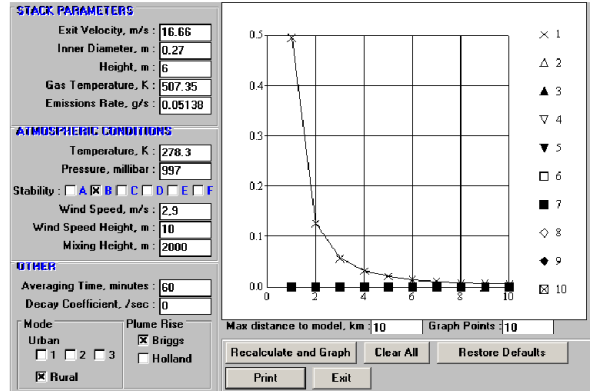 STACK PARAMETERS
Exit Velocity, m/s : 16.66
Inner Diameter, m : 0.27
Height, m : 6
Gas Temperature, K : 507.35
Emissions Rate, g/s : 0.05138
ATMOSPHERIC CONDITIONS
Temperature, K : 278.3
Pressure, millibar : 997
Stability : A B C D E F
Wind Speed, m/s : 2,9
Wind Speed Height, m : 10
Mixing Height, m : 2000
OTHER
Averaging Time, minutes : 60
Decay Coefficient, /sec : 0
Mode
Urban
1 2 3
Rural
Plume Rise
Briggs
Holland
0.5
0.4
0.3
0.2
0.1
0.0
0 2 4 6 8 10
1
2
3
4
5
6
7
8
9
10
Max distance to model, km : 10 Graph Points : 10
Recalculate and Graph Clear All Restore Defaults
Print Exit